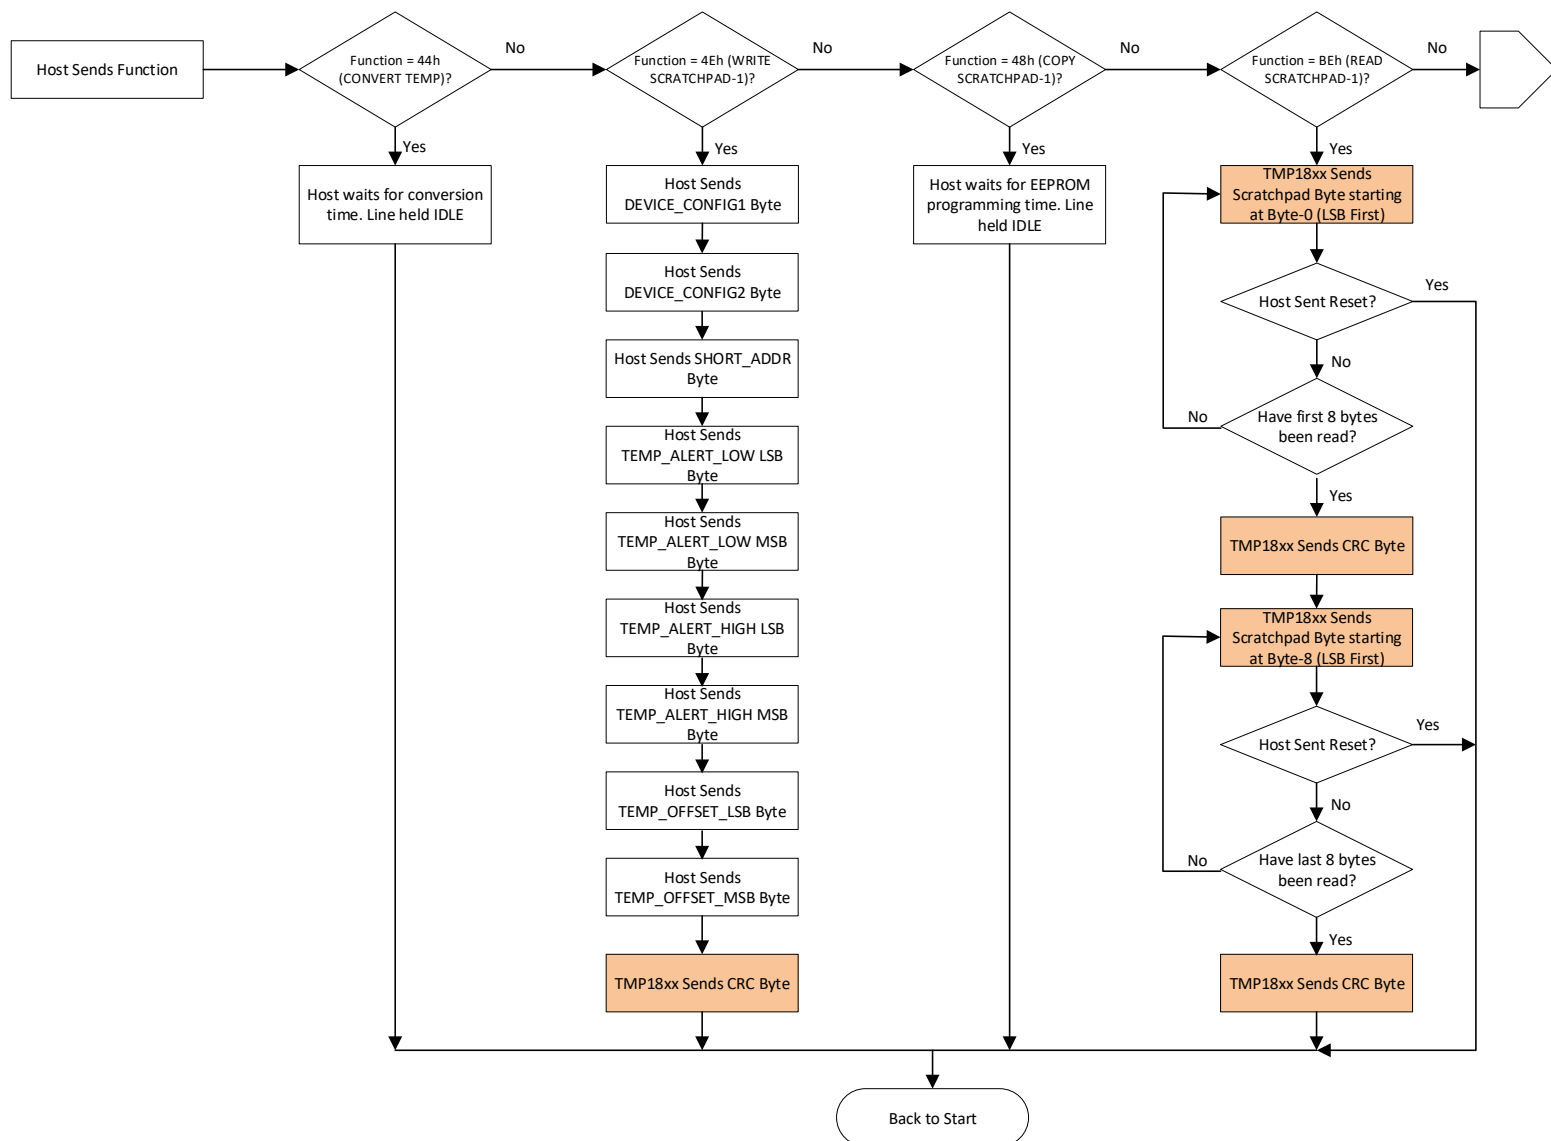 Host Sends Function
Function = 44h
(CONVERT TEMP)?
No
Function = 4Eh (WRITE
SCRATCHPAD-1)?
No
Function = 48h (COPY
SCRATCHPAD-1)?
No
Function = BEh (READ
SCRATCHPAD-1)?
No
Yes
Host waits for conversion
time. Line held IDLE
Yes
Host Sends
DEVICE_CONFIG1 Byte
Host Sends
DEVICE_CONFIG2 Byte
Host Sends SHORT_ADDR
Byte
Host Sends
TEMP_ALERT_LOW LSB
Byte
Host Sends
TEMP_ALERT_LOW MSB
Byte
Host Sends
TEMP_ALERT_HIGH LSB
Byte
Host Sends
TEMP_ALERT_HIGH MSB
Byte
Host Sends
TEMP_OFFSET_LSB Byte
Host Sends
TEMP_OFFSET_MSB Byte
TMP18xx Sends CRC Byte
Yes
Host waits for EEPROM
programming time. Line
held IDLE
Yes
TMP18xx Sends
Scratchpad Byte starting
at Byte-0 (LSB First)
Host Sent Reset?
Yes
No
Have first 8 bytes
been read?
No
Yes
TMP18xx Sends CRC Byte
TMP18xx Sends
Scratchpad Byte starting
at Byte-8 (LSB First)
Host Sent Reset?
Yes
No
Have last 8 bytes
been read?
No
Yes
TMP18xx Sends CRC Byte
Back to Start